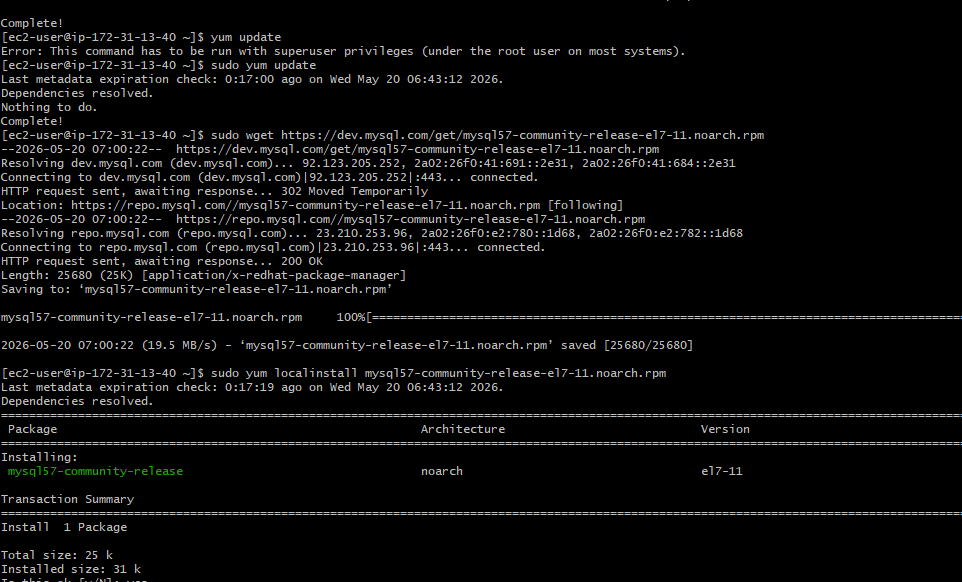 Complete!
[ec2-user@ip-172-31-13-40 ~]$ yum update
Error: This command has to be run with superuser privileges (under the root user on most systems).
[ec2-user@ip-172-31-13-40 ~]$ sudo yum update
Last metadata expiration check: 0:17:00 ago on Wed May 20 06:43:12 2026.
Dependencies resolved.
Nothing to do.
Complete!
[ec2-user@ip-172-31-13-40 ~]$ sudo wget https://dev.mysql.com/get/mysql57-community-release-el7-11.noarch.rpm
--2026-05-20 07:00:22--  https://dev.mysql.com/get/mysql57-community-release-el7-11.noarch.rpm
Resolving dev.mysql.com (dev.mysql.com)... 92.123.205.252, 2a02:26f0:41:691::2e31, 2a02:26f0:41:684::2e31
Connecting to dev.mysql.com (dev.mysql.com)|92.123.205.252|:443... connected.
HTTP request sent, awaiting response... 302 Moved Temporarily
Location: https://repo.mysql.com//mysql57-community-release-el7-11.noarch.rpm [following]
--2026-05-20 07:00:22--  https://repo.mysql.com//mysql57-community-release-el7-11.noarch.rpm
Resolving repo.mysql.com (repo.mysql.com)... 23.210.253.96, 2a02:26f0:e2:780::1d68, 2a02:26f0:e2:782::1d68
Connecting to repo.mysql.com (repo.mysql.com)|23.210.253.96|:443... connected.
HTTP request sent, awaiting response... 200 OK
Length: 25680 (25K) [application/x-redhat-package-manager]
Saving to: ‘mysql57-community-release-el7-11.noarch.rpm’
mysql57-community-release-el7-11.noarch.rpm     100%[====================================================================================
2026-05-20 07:00:22 (19.5 MB/s) - ‘mysql57-community-release-el7-11.noarch.rpm’ saved [25680/25680]
[ec2-user@ip-172-31-13-40 ~]$ sudo yum localinstall mysql57-community-release-el7-11.noarch.rpm
Last metadata expiration check: 0:17:19 ago on Wed May 20 06:43:12 2026.
Dependencies resolved.
Package Architecture Version
Installing:
mysql57-community-release noarch el7-11
Transaction Summary
Install  1 Package
Total size: 25 k
Installed size: 31 k
Is this ok [y/N]: yes